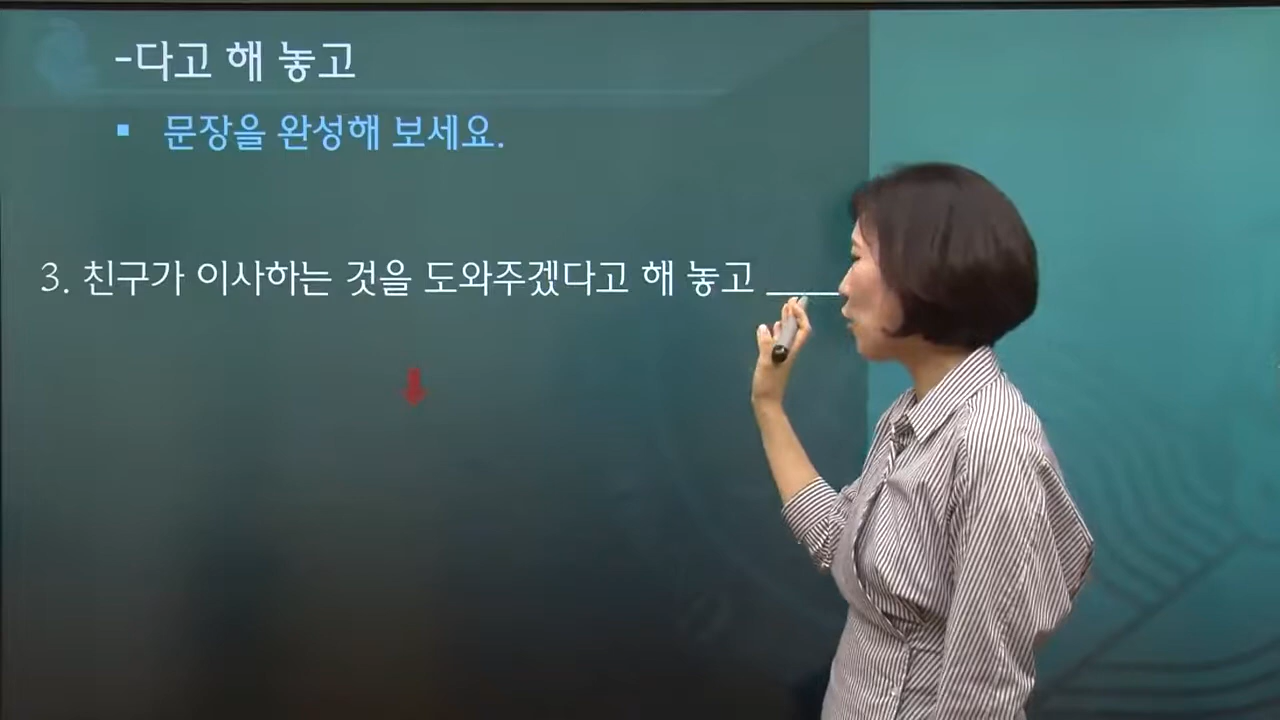 -다고 해 놓고
▪ 문장을 완성해 보세요.
3. 친구가 이사하는 것을 도와주겠다고 해 놓고 ____